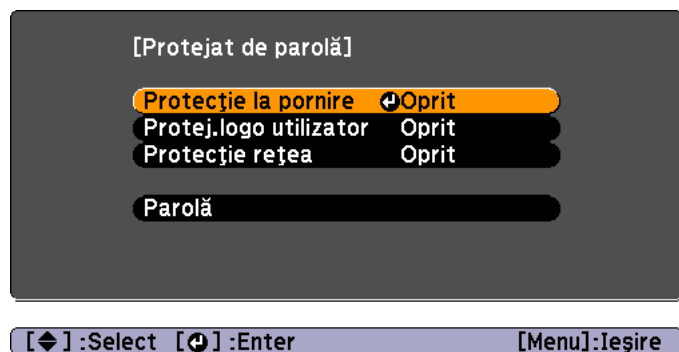 [Protejat de parolă]
Protecţie la pornire Oprit
Protej.logo utilizator Oprit
Protecţie reţea Oprit
Parolă
[ ] :Select [ ] :Enter [Menu]:Ieşire